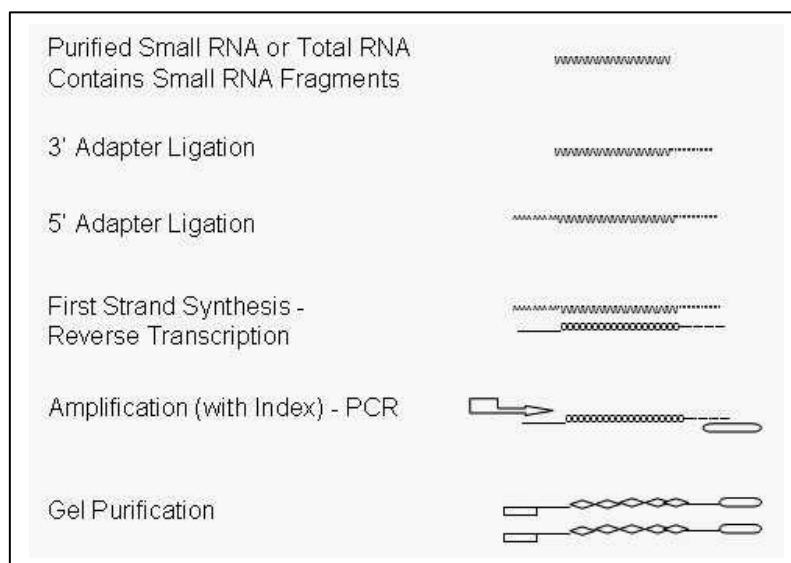 Purified Small RNA or Total RNA
Contains Small RNA Fragments
3' Adapter Ligation
5' Adapter Ligation
First Strand Synthesis -
Reverse Transcription
Amplification (with Index) - PCR
Gel Purification